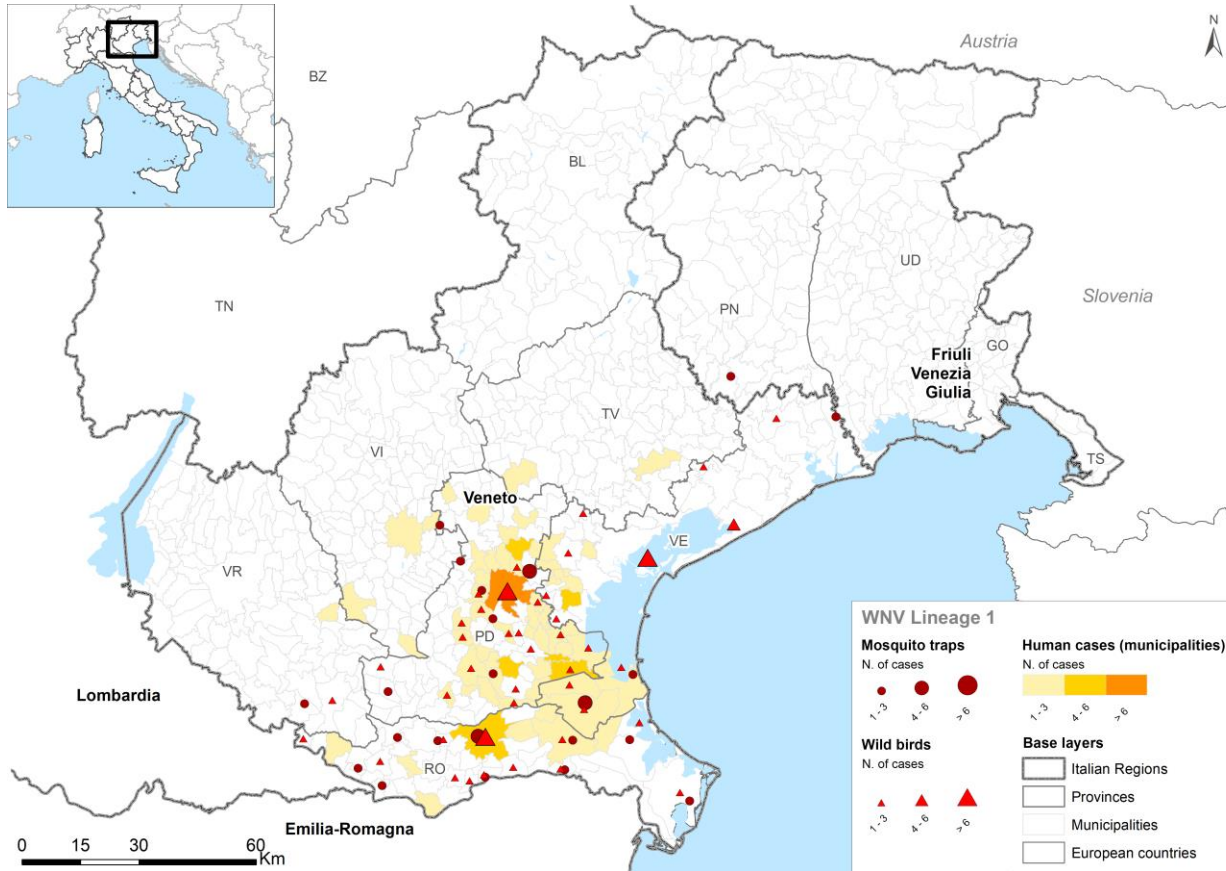 Austria
N
BZ
BL
UD
Slovenia
TN
PN
GO
Friuli
Venezia
Giulia
TV
TS
VI
Veneto
VE
VR
PD
Lombardia
RO
Emilia-Romagna
0 15 30 60
Km
WNV Lineage 1
Mosquito traps
N. of cases
1 - 3
4 - 6
> 6
Wild birds
N. of cases
1 - 3
4 - 6
> 6
Human cases (municipalities)
N. of cases
1 - 3
4 - 6
> 6
Base layers
Italian Regions
Provinces
Municipalities
European countries